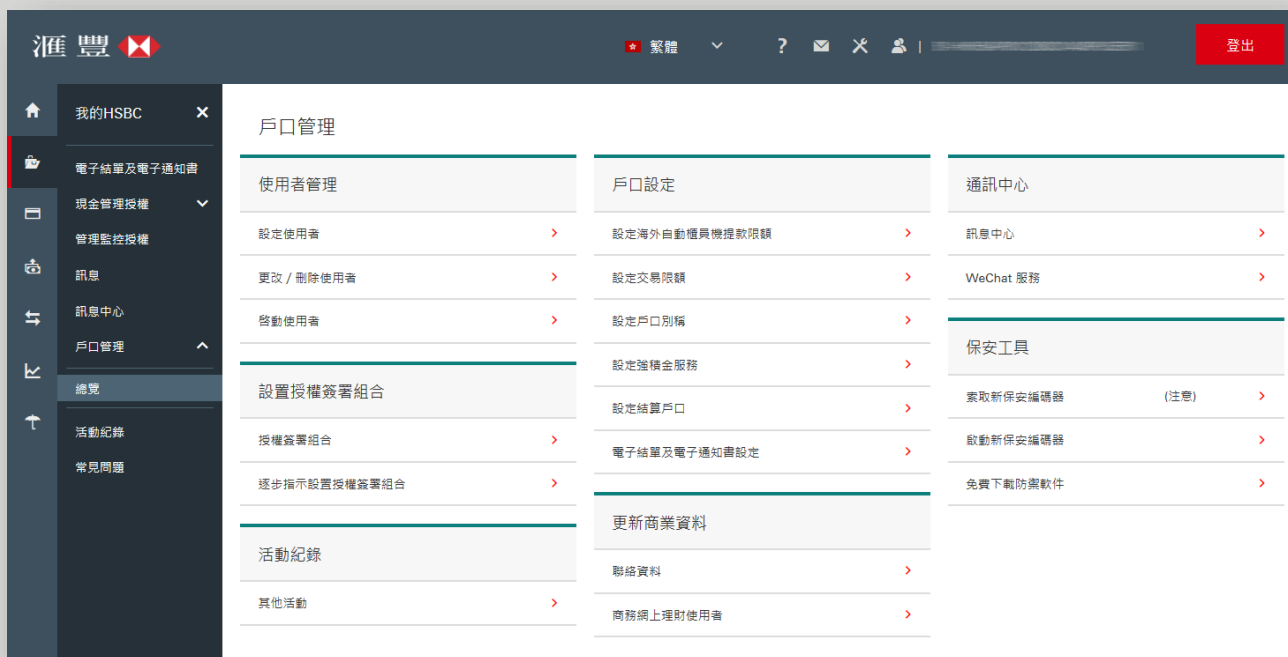 滙豐
繁體
?
登出
我的HSBC
電子結單及電子通知書
現金管理授權
管理監控授權
訊息
訊息中心
戶口管理
總覽
活動紀錄
常見問題
戶口管理
使用者管理
設定使用者
更改 / 刪除使用者
啓動使用者
設置授權簽署組合
授權簽署組合
逐步指示設置授權簽署組合
活動紀錄
其他活動
戶口設定
設定海外自動櫃員機提款限額
設定交易限額
設定戶口別稱
設定強積金服務
設定結算戶口
電子結單及電子通知書設定
更新商業資料
聯絡資料
商務網上理財使用者
通訊中心
訊息中心
WeChat 服務
保安工具
索取新保安編碼器 (注意)
啟動新保安編碼器
免費下載防禦軟件